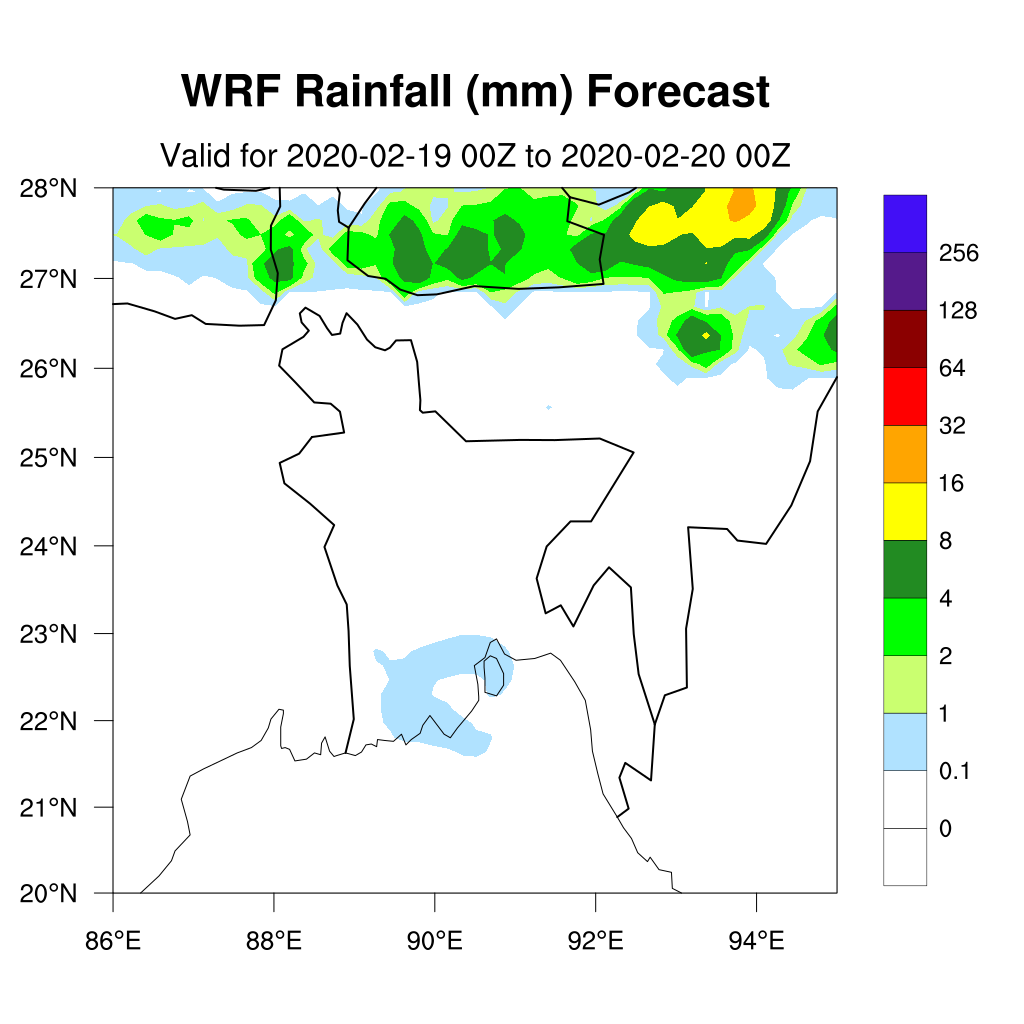 WRF Rainfall (mm) Forecast
Valid for 2020-02-19 00Z to 2020-02-20 00Z
28°N
27°N
26°N
25°N
24°N
23°N
22°N
21°N
20°N
86°E 88°E 90°E 92°E 94°E
256
128
64
32
16
8
4
2
1
0.1
0